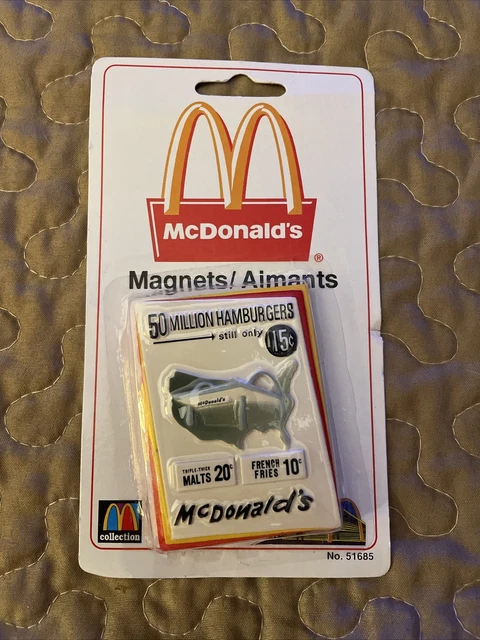 McDonald's
®
Magnets/Aimants
50 MILLION HAMBURGERS
still only 15¢
McDonald's
TRIPLE-THICK MALTS 20¢
FRENCH FRIES 10¢
McDonald's
collection
No. 51685